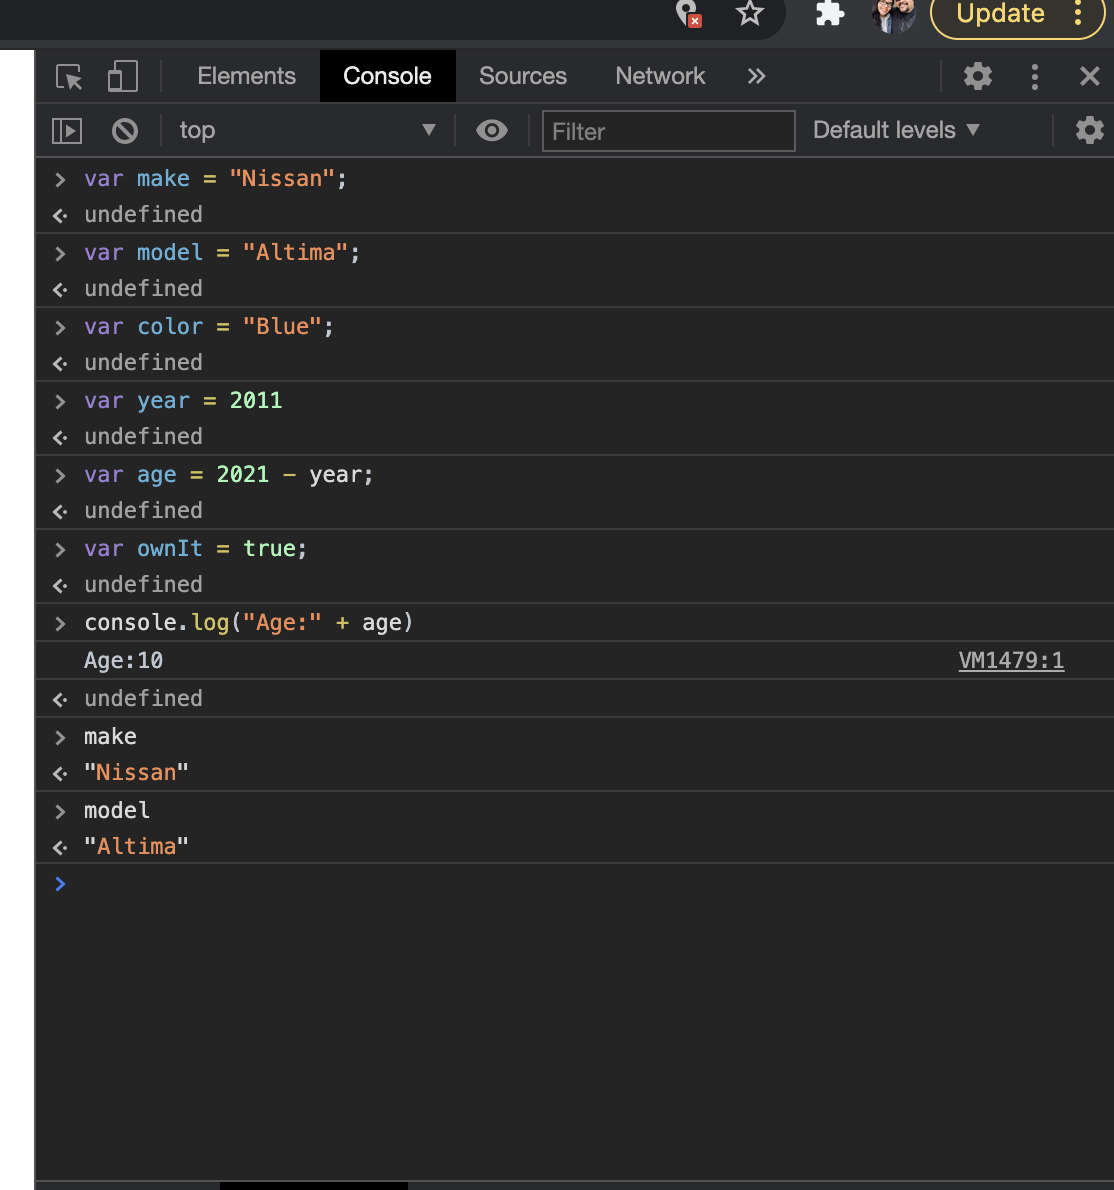 Update
Elements Console Sources Network »
top Filter Default levels
> var make = "Nissan";
<· undefined
> var model = "Altima";
<· undefined
> var color = "Blue";
<· undefined
> var year = 2011
<· undefined
> var age = 2021 - year;
<· undefined
> var ownIt = true;
<· undefined
> console.log("Age:" + age)
Age:10 VM1479:1
<· undefined
> make
<· "Nissan"
> model
<· "Altima"
>